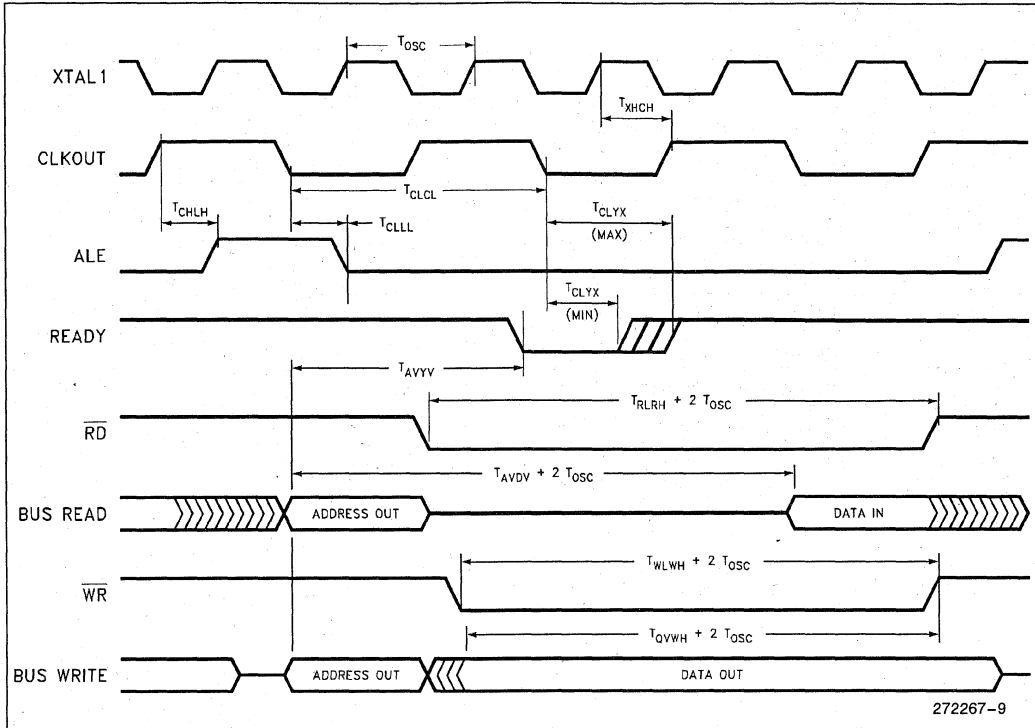 T_OSC
XTAL1
T_XHCH
CLKOUT
T_CLCL
T_CHLH
T_CLLL
T_CLYX
(MAX)
ALE
T_CLYX
(MIN)
READY
T_AVYV
T_RLRH + 2 T_OSC
RD
T_AVDV + 2 T_OSC
BUS READ
ADDRESS OUT
DATA IN
T_WLWH + 2 T_OSC
WR
T_QVWH + 2 T_OSC
BUS WRITE
ADDRESS OUT
DATA OUT
272267-9